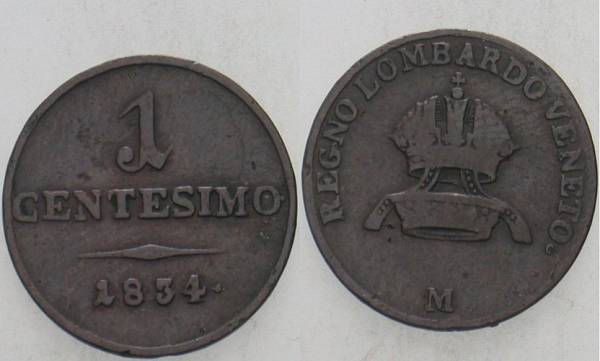 1
CENTESIMO
1834.
REGNO LOMBARDO VENETO.
M